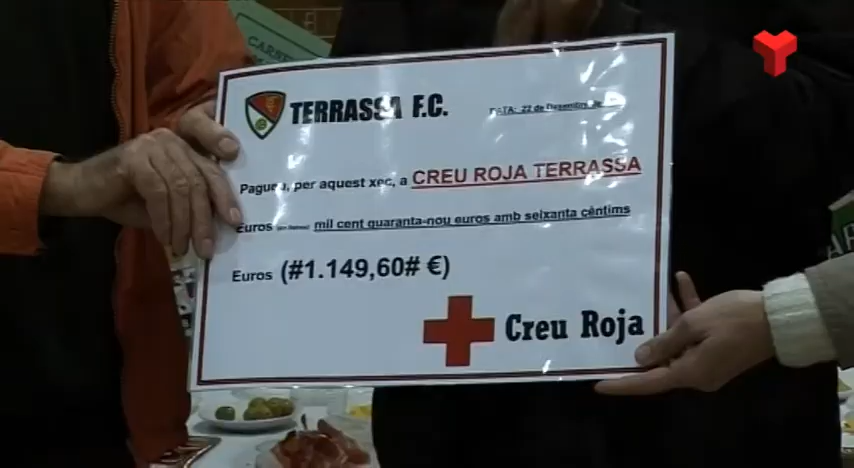 CARNE
TERRASSA F.C.
DATA: 22 de Desembre de
Pagueu, per aquest xec, a CREU ROJA TERRASSA
Euros mil cent quaranta-nou euros amb seixanta cèntims
Euros (#1.149,60# €)
Creu Roja